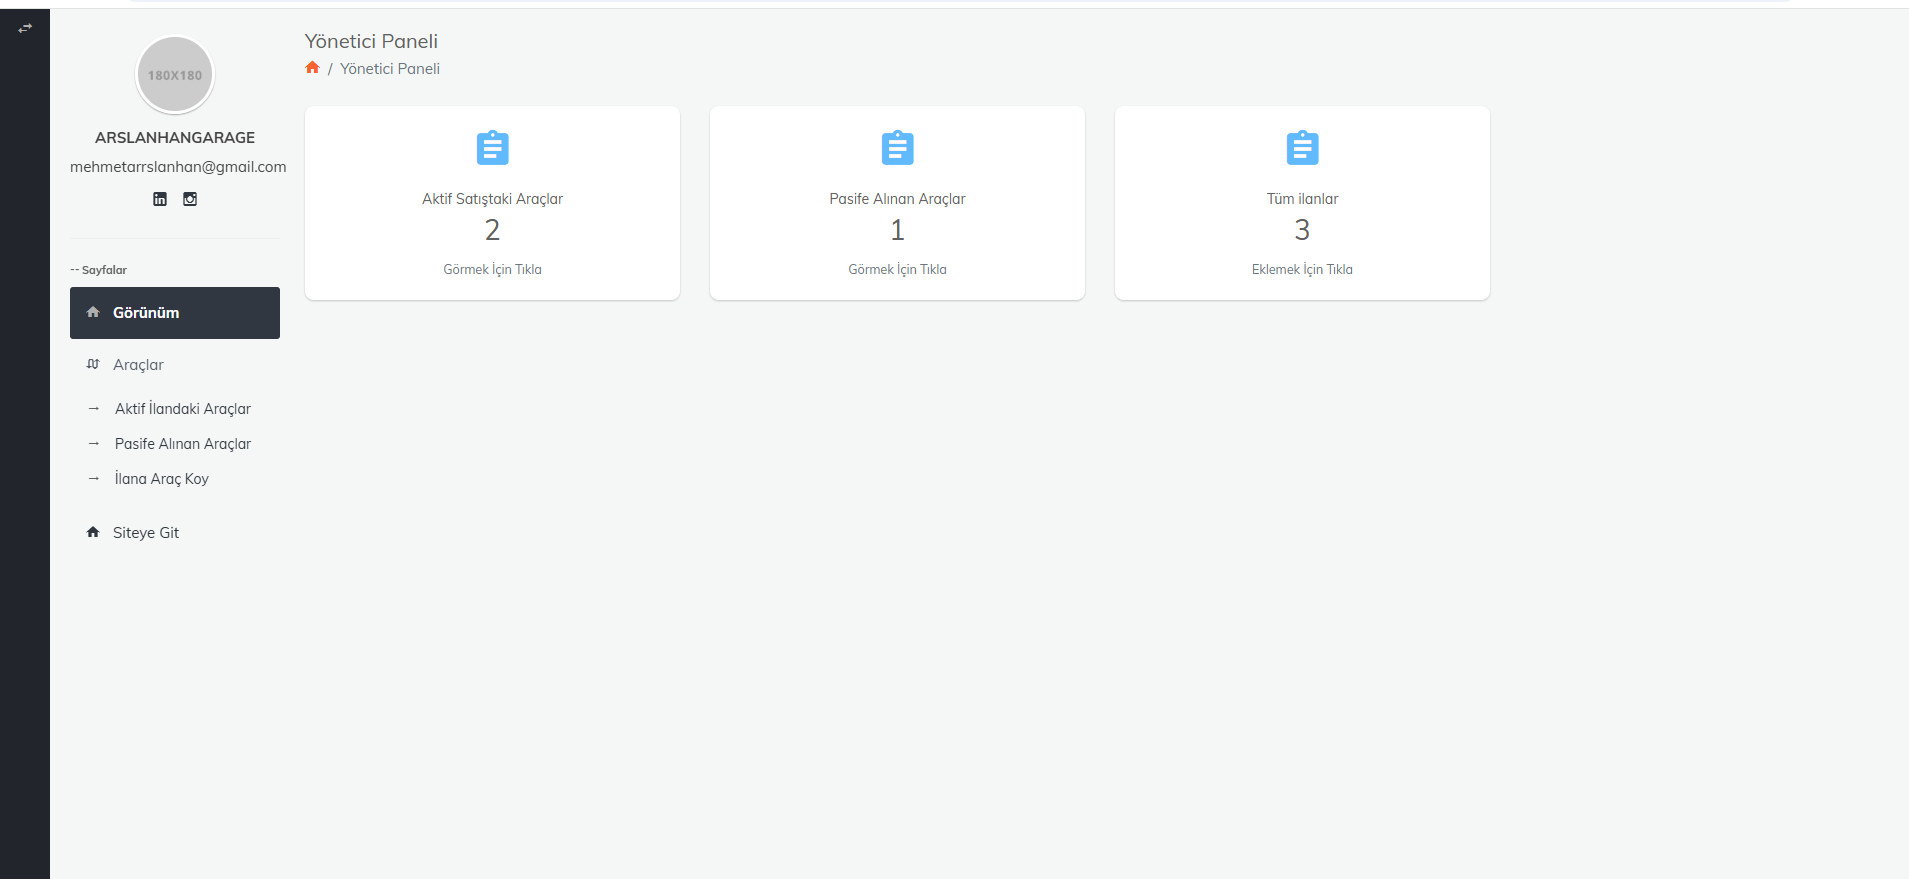 180X180
ARSLANHANGARAGE
mehmetarrslanhan@gmail.com
-- Sayfalar
Görünüm
Araçlar
Aktif İlandaki Araçlar
Pasife Alınan Araçlar
İlana Araç Koy
Siteye Git
Yönetici Paneli
/ Yönetici Paneli
Aktif Satıştaki Araçlar
2
Görmek İçin Tıkla
Pasife Alınan Araçlar
1
Görmek İçin Tıkla
Tüm ilanlar
3
Eklemek İçin Tıkla